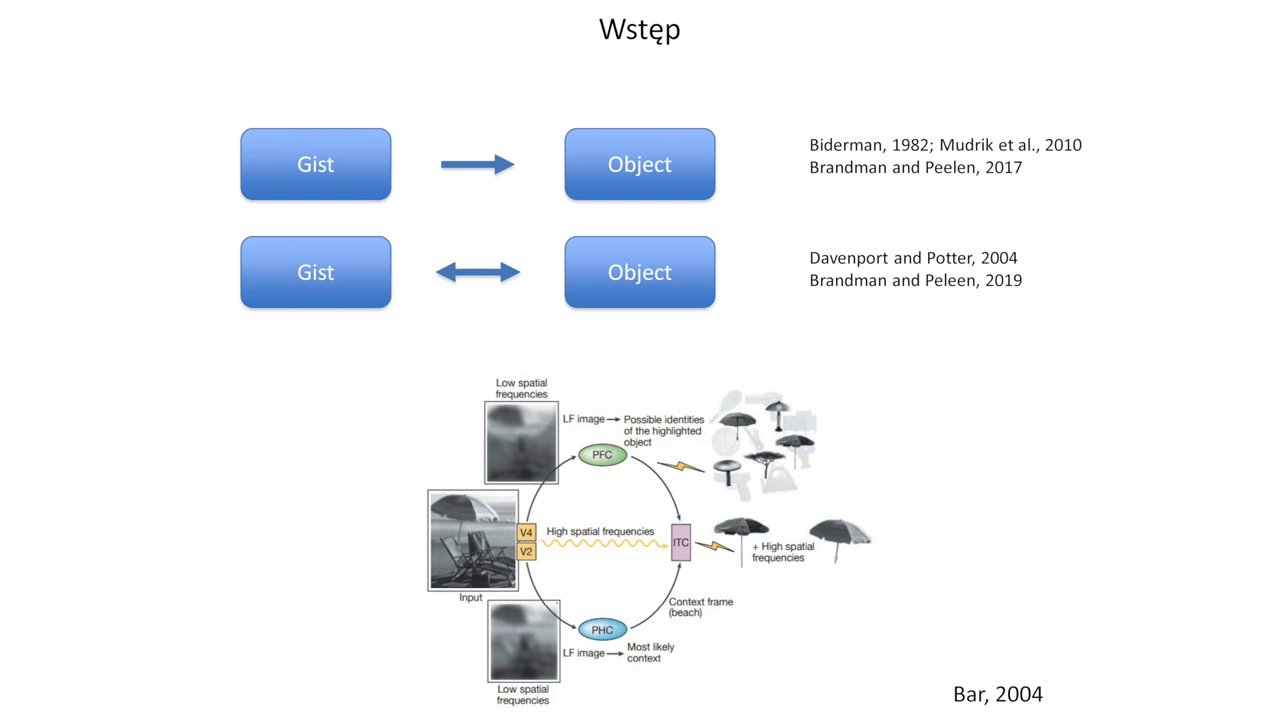 Wstęp
Gist
Object
Biderman, 1982; Mudrik et al., 2010
Brandman and Peelen, 2017
Gist
Object
Davenport and Potter, 2004
Brandman and Peleen, 2019
Low spatial
frequencies
LF image
Possible identities
of the highlighted
object
PFC
V4
V2
High spatial frequencies
ITC
+ High spatial
frequencies
Input
Context frame
(beach)
PHC
LF image
Most likely
context
Low spatial
frequencies
Bar, 2004